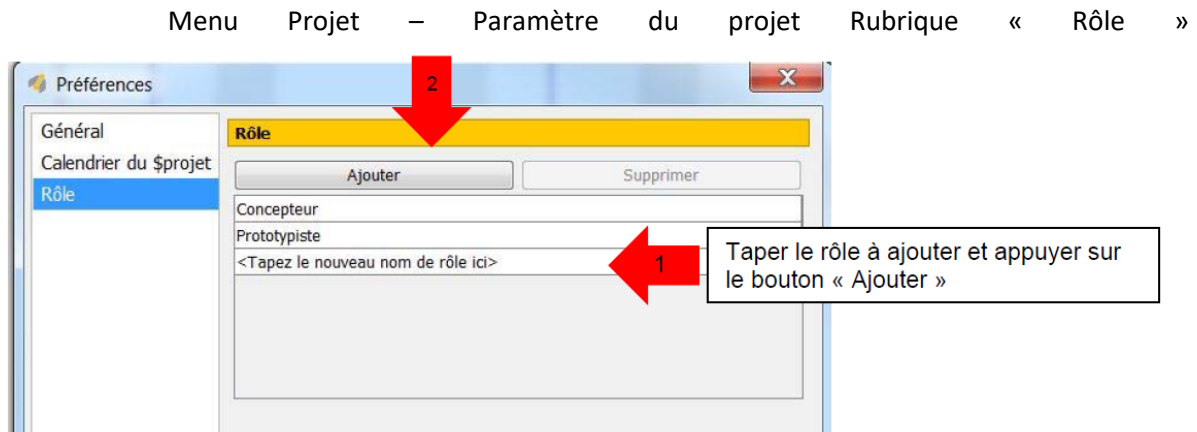 Menu Projet – Paramètre du projet Rubrique « Rôle »
Préférences
2
Général
Calendrier du $projet
Rôle
Rôle
Ajouter
Supprimer
Concepteur
Prototypiste
<Tapez le nouveau nom de rôle ici>
1
Taper le rôle à ajouter et appuyer sur
le bouton « Ajouter »